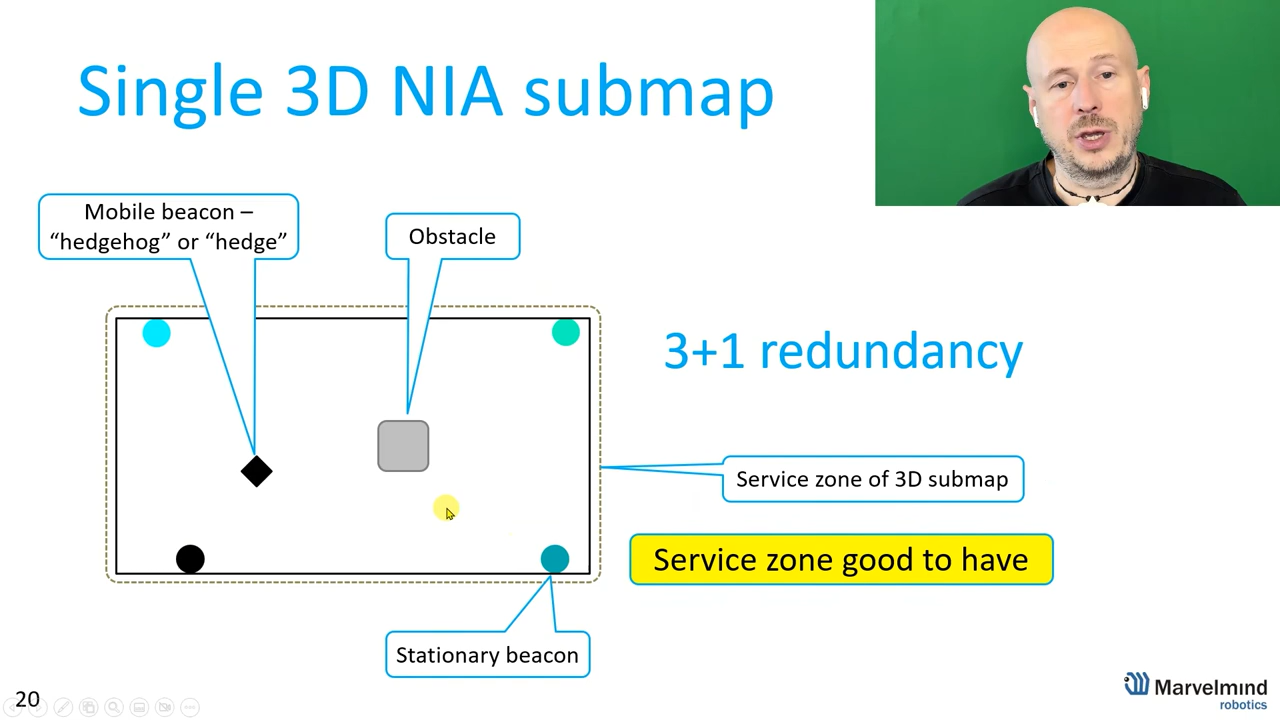 Single 3D NIA submap
Mobile beacon –
“hedgehog” or “hedge”
Obstacle
3+1 redundancy
Service zone of 3D submap
Service zone good to have
Stationary beacon
20
Marvelmind
robotics